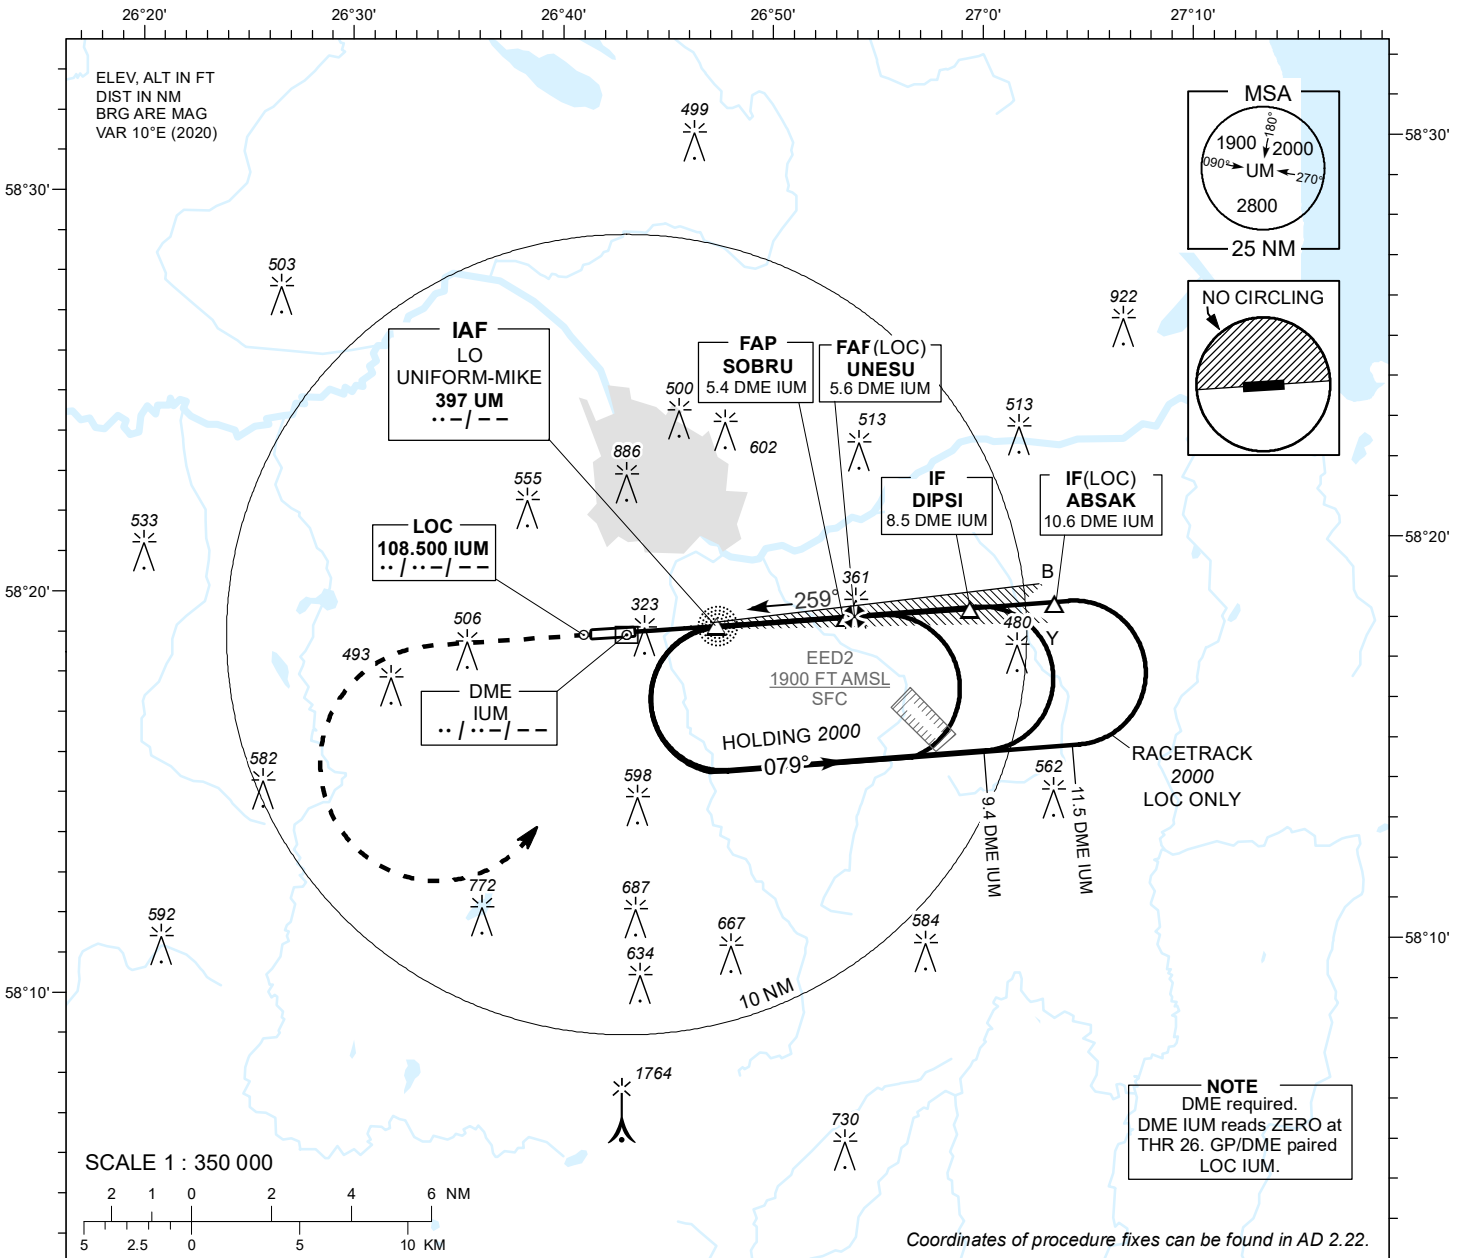 26°20' 26°30' 26°40' 26°50' 27°0' 27°10'
ELEV, ALT IN FT
DIST IN NM
BRG ARE MAG
VAR 10°E (2020)
499
MSA
180°
1900 2000
090° UM 270°
2800
25 NM
58°30'
58°30'
503
NO CIRCLING
922
IAF
LO
UNIFORM-MIKE
397 UM
··–/––
FAP
SOBRU
5.4 DME IUM
FAF(LOC)
UNESU
5.6 DME IUM
500
602
513
513
886
555
533
IF
DIPSI
8.5 DME IUM
IF(LOC)
ABSAK
10.6 DME IUM
LOC
108.500 IUM
··/··–/––
58°20'
58°20'
361
B
259°
323
506
480
Y
493
EED2
1900 FT AMSL
SFC
DME
IUM
··/··–/––
HOLDING 2000
079°
RACETRACK
2000
LOC ONLY
582
598
562
9.4 DME IUM
11.5 DME IUM
772
687
592
667
584
634
10 NM
58°10'
58°10'
1764
730
NOTE
DME required.
DME IUM reads ZERO at
THR 26. GP/DME paired
LOC IUM.
SCALE 1 : 350 000
2 1 0 2 4 6 NM
5 2.5 0 5 10 KM
Coordinates of procedure fixes can be found in AD 2.22.